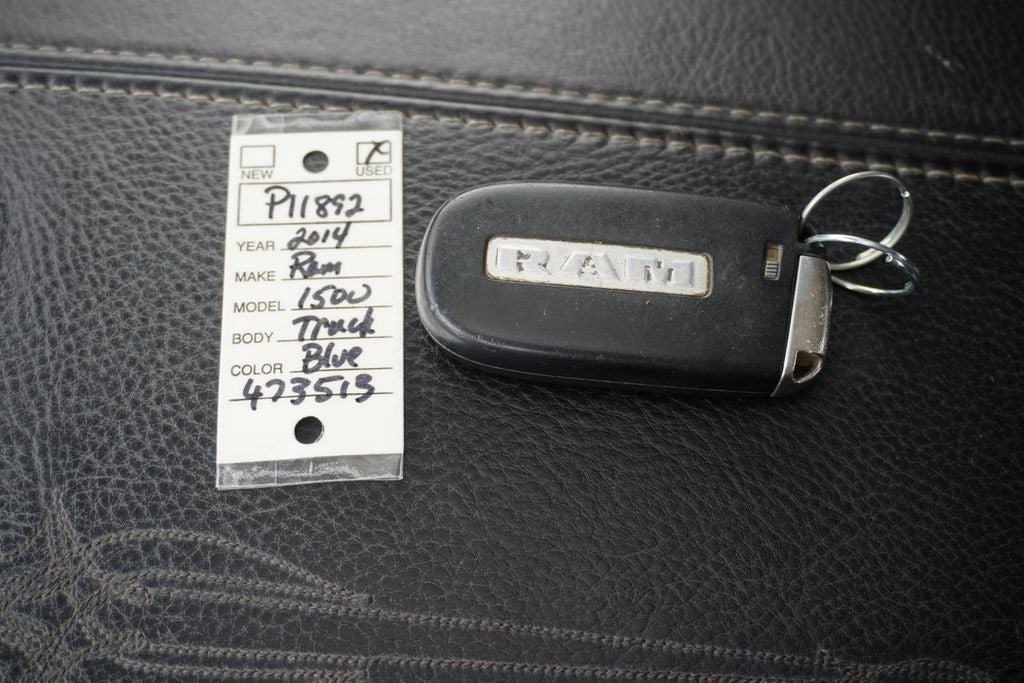 NEW USED
P11892
YEAR 2014
MAKE Ram
MODEL 1500
BODY Truck
COLOR Blue
473513
RAM